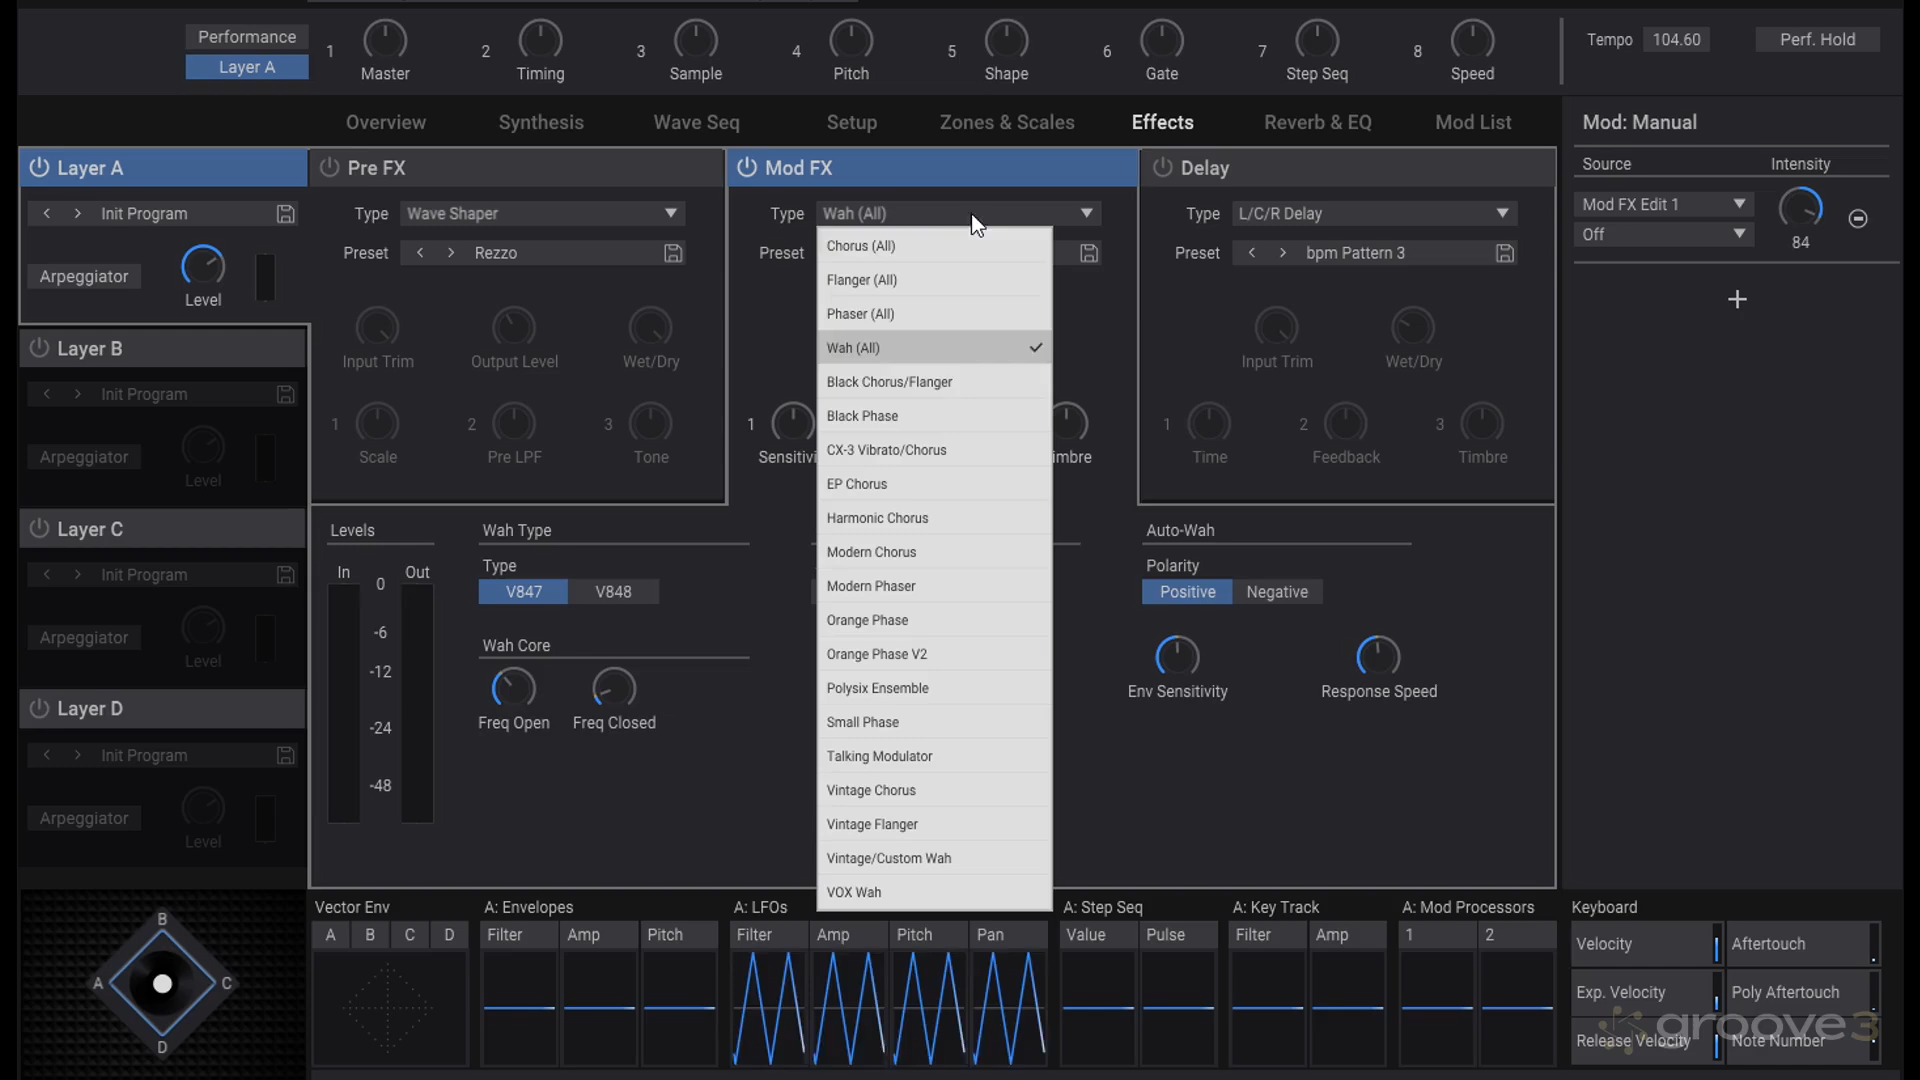 Performance
Layer A
1 Master
2 Timing
3 Sample
4 Pitch
5 Shape
6 Gate
7 Step Seq
8 Speed
Tempo 104.60
Perf. Hold
Overview Synthesis Wave Seq Setup Zones & Scales Effects Reverb & EQ Mod List
Mod: Manual
Source Intensity
Mod FX Edit 1
Off
84
Layer A
Init Program
Arpeggiator
Level
Layer B
Init Program
Arpeggiator
Level
Layer C
Init Program
Arpeggiator
Level
Layer D
Init Program
Arpeggiator
Level
Pre FX
Type Wave Shaper
Preset Rezzo
Input Trim Output Level Wet/Dry
1 2 3
Scale Pre LPF Tone
Mod FX
Type Wah (All)
Preset
1
Sensitivi
imbre
Chorus (All)
Flanger (All)
Phaser (All)
Wah (All)
Black Chorus/Flanger
Black Phase
CX-3 Vibrato/Chorus
EP Chorus
Harmonic Chorus
Modern Chorus
Modern Phaser
Orange Phase
Orange Phase V2
Polysix Ensemble
Small Phase
Talking Modulator
Vintage Chorus
Vintage Flanger
Vintage/Custom Wah
VOX Wah
Delay
Type L/C/R Delay
Preset bpm Pattern 3
Input Trim Wet/Dry
1 2 3
Time Feedback Timbre
Levels
In Out
0
-6
-12
-24
-48
Wah Type
Type
V847 V848
Wah Core
Freq Open Freq Closed
Auto-Wah
Polarity
Positive Negative
Env Sensitivity Response Speed
B
A C
D
Vector Env
A B C D
A: Envelopes
Filter Amp Pitch
A: LFOs
Filter Amp Pitch Pan
A: Step Seq
Value Pulse
A: Key Track
Filter Amp
A: Mod Processors
1 2
Keyboard
Velocity Aftertouch
Exp. Velocity Poly Aftertouch
Release Velocity Note Number
groove3